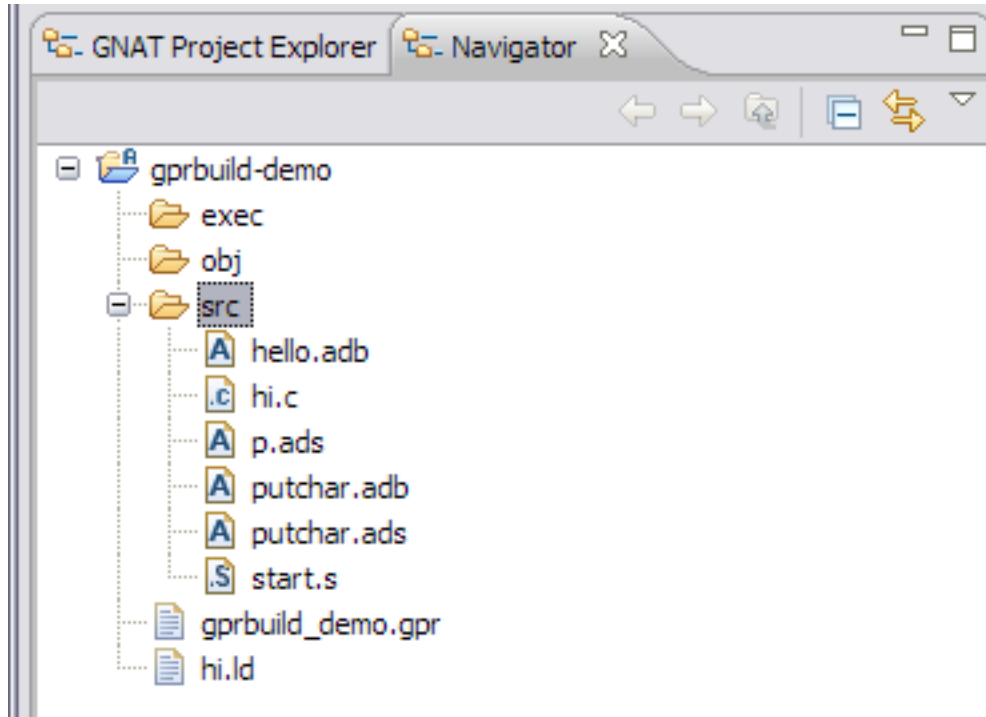 GNAT Project Explorer Navigator
gprbuild-demo
exec
obj
src
hello.adb
hi.c
p.ads
putchar.adb
putchar.ads
start.s
gprbuild_demo.gpr
hi.ld